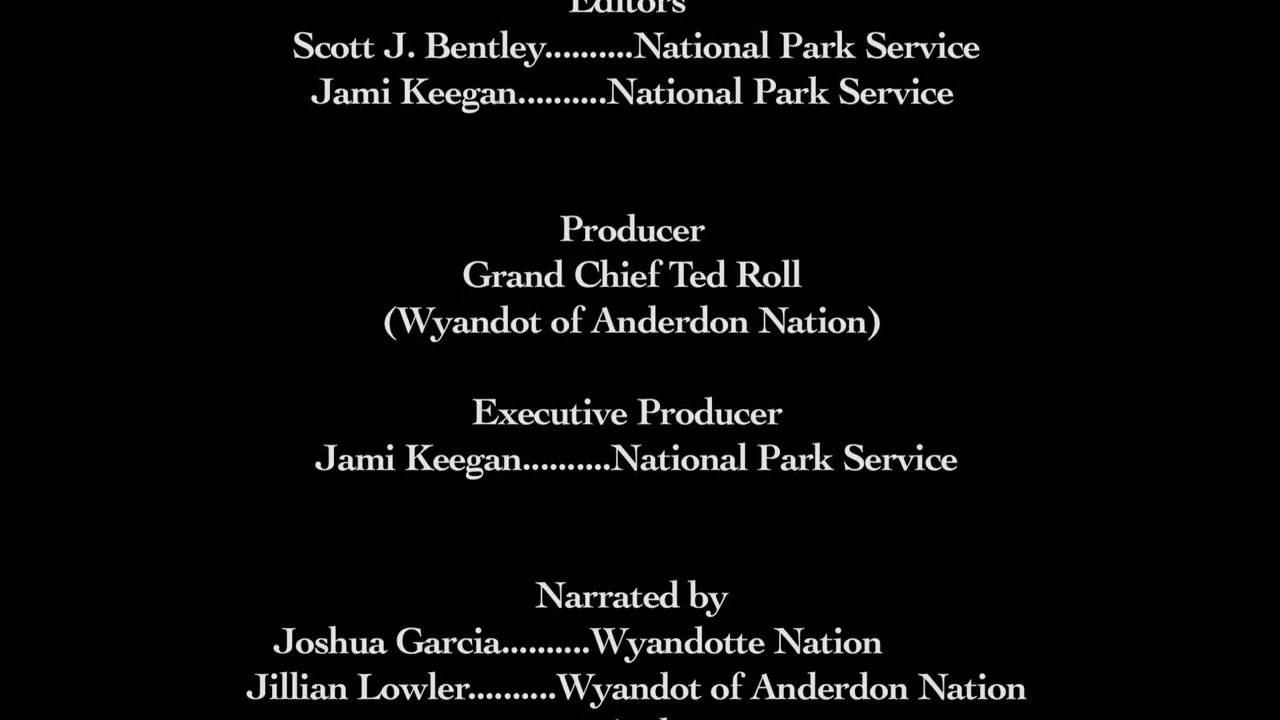 Editors
Scott J. Bentley..........National Park Service
Jami Keegan..........National Park Service
Producer
Grand Chief Ted Roll
(Wyandot of Anderdon Nation)
Executive Producer
Jami Keegan..........National Park Service
Narrated by
Joshua Garcia..........Wyandotte Nation
Jillian Lowler..........Wyandot of Anderdon Nation